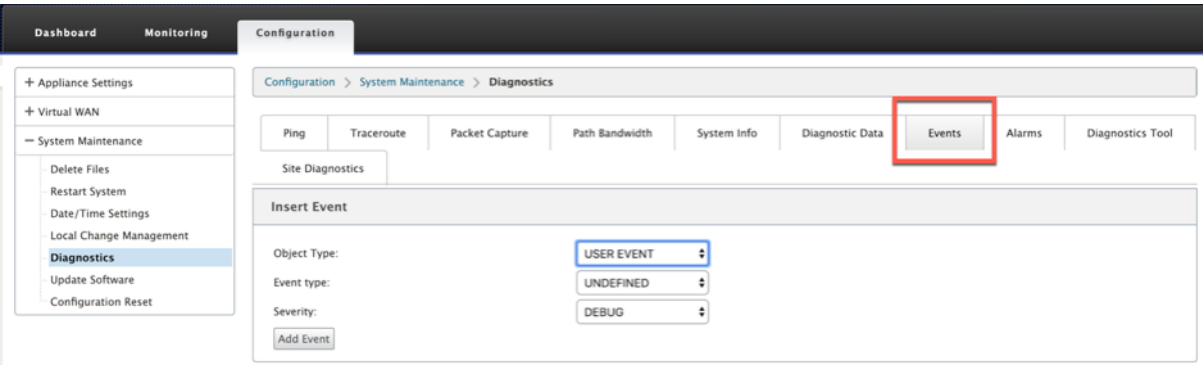 Dashboard Monitoring Configuration
+ Appliance Settings
+ Virtual WAN
− System Maintenance
Delete Files
Restart System
Date/Time Settings
Local Change Management
Diagnostics
Update Software
Configuration Reset
Configuration > System Maintenance > Diagnostics
Ping Traceroute Packet Capture Path Bandwidth System Info Diagnostic Data Events Alarms Diagnostics Tool
Site Diagnostics
Insert Event
Object Type: USER EVENT
Event type: UNDEFINED
Severity: DEBUG
Add Event